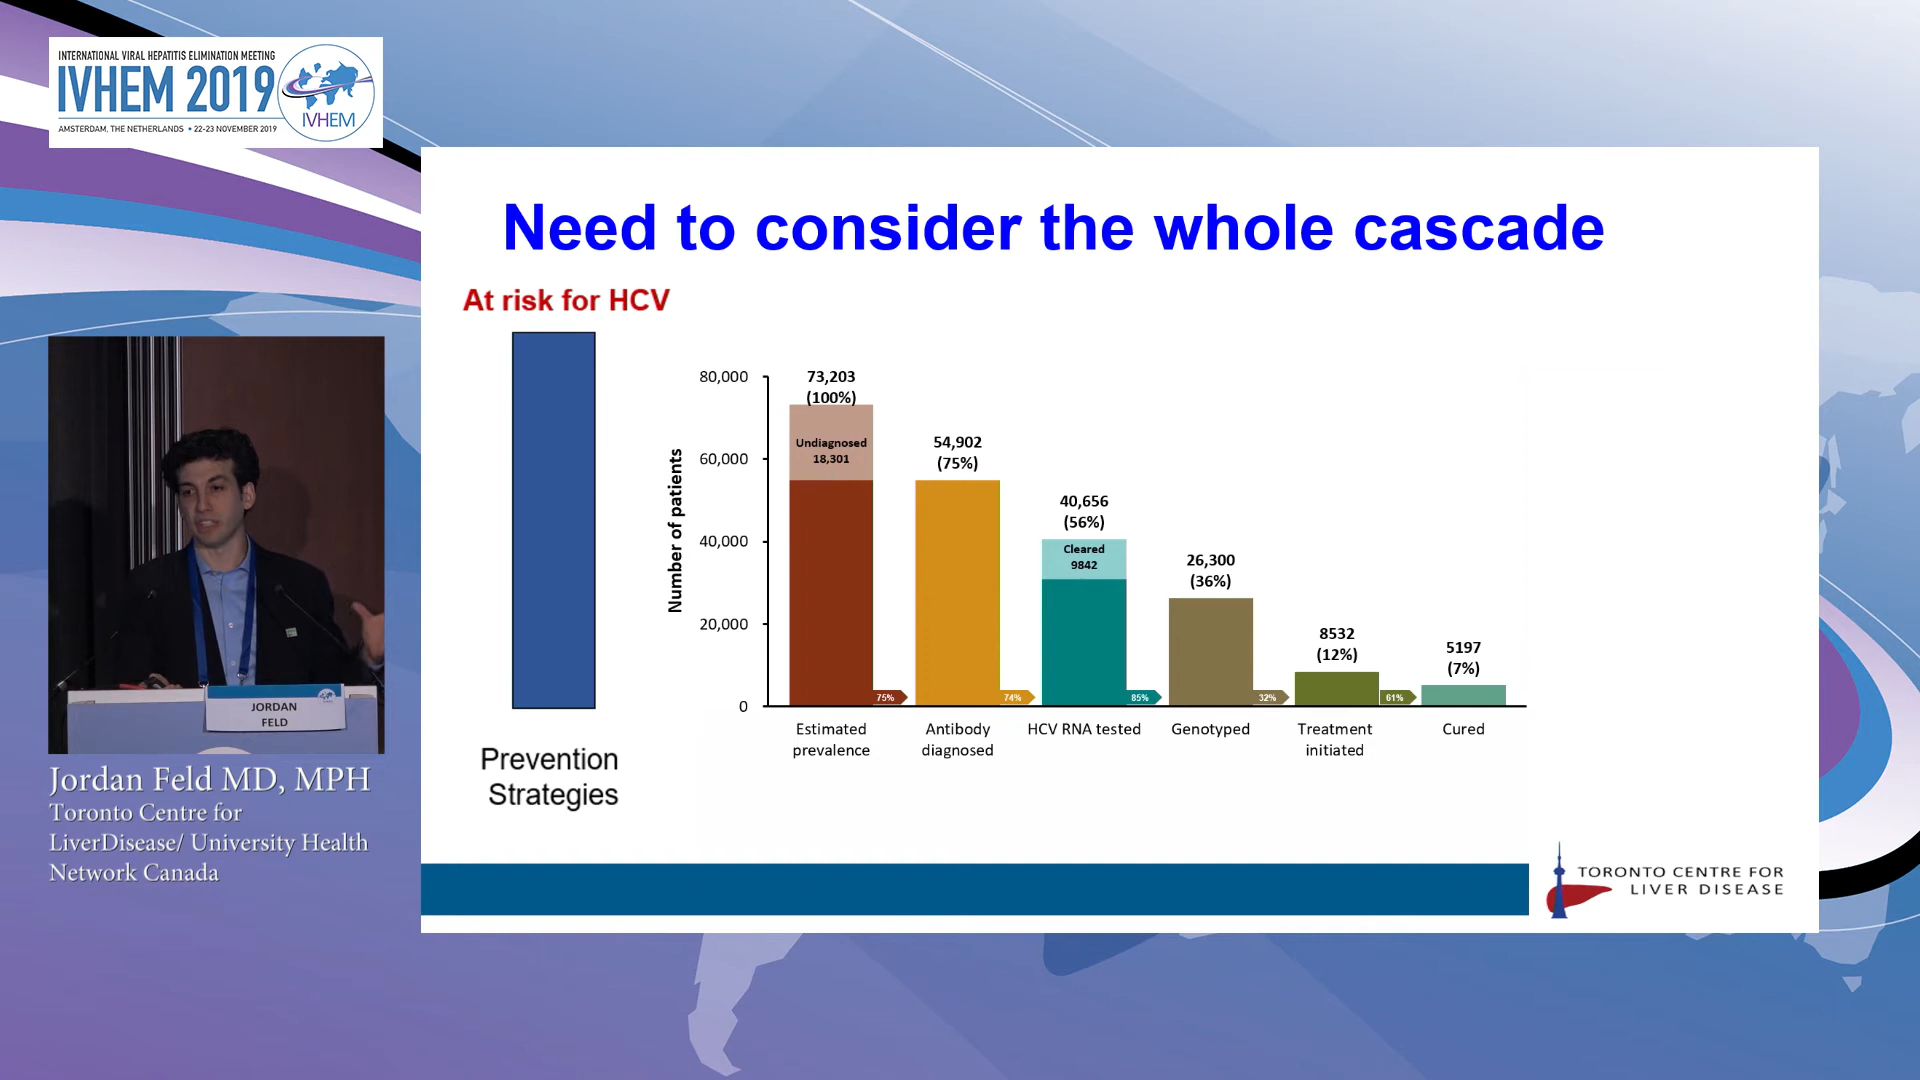 INTERNATIONAL VIRAL HEPATITIS ELIMINATION MEETING
IVHEM 2019
AMSTERDAM, THE NETHERLANDS • 22-23 NOVEMBER 2019
IVHEM
Need to consider the whole cascade
At risk for HCV
Prevention
Strategies
Number of patients
80,000
60,000
40,000
20,000
0
73,203
(100%)
Undiagnosed
18,301
54,902
(75%)
40,656
(56%)
Cleared
9842
26,300
(36%)
8532
(12%)
5197
(7%)
75%
74%
85%
32%
61%
Estimated
prevalence
Antibody
diagnosed
HCV RNA tested
Genotyped
Treatment
initiated
Cured
TORONTO CENTRE FOR
LIVER DISEASE
JORDAN
FELD
Jordan Feld MD, MPH
Toronto Centre for
LiverDisease/ University Health
Network Canada